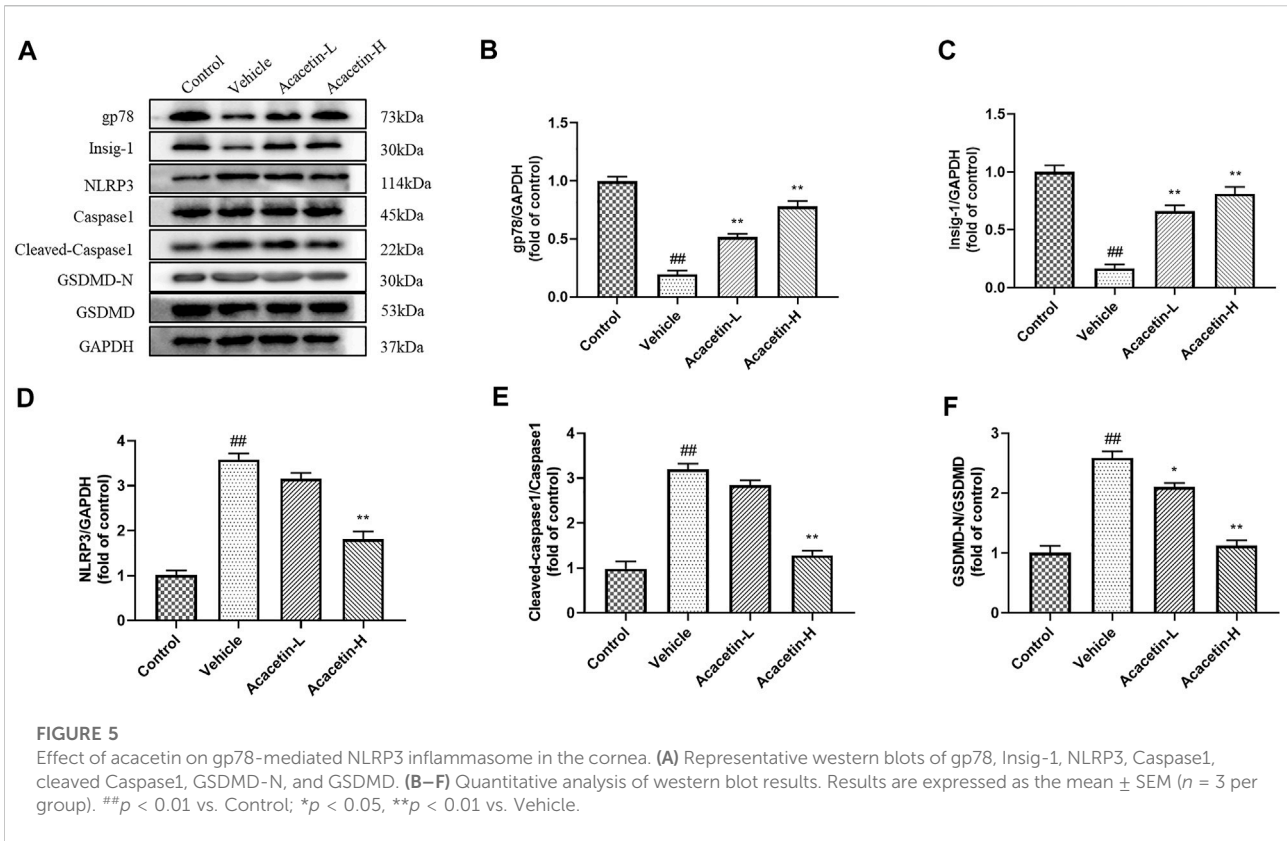 A
Control
Vehicle
Acacetin-L
Acacetin-H
gp78 73kDa
Insig-1 30kDa
NLRP3 114kDa
Caspase1 45kDa
Cleaved-Caspase1 22kDa
GSDMD-N 30kDa
GSDMD 53kDa
GAPDH 37kDa
B
gp78/GAPDH
(fold of control)
1.5
1.0
0.5
0.0
##
**
**
Control
Vehicle
Acacetin-L
Acacetin-H
C
Insig-1/GAPDH
(fold of control)
1.5
1.0
0.5
0.0
##
**
**
Control
Vehicle
Acacetin-L
Acacetin-H
D
NLRP3/GAPDH
(fold of control)
4
3
2
1
0
##
**
Control
Vehicle
Acacetin-L
Acacetin-H
E
Cleaved-caspase1/Caspase1
(fold of control)
4
3
2
1
0
##
**
Control
Vehicle
Acacetin-L
Acacetin-H
F
GSDMD-N/GSDMD
(fold of control)
3
2
1
0
##
*
**
Control
Vehicle
Acacetin-L
Acacetin-H
FIGURE 5
Effect of acacetin on gp78-mediated NLRP3 inflammasome in the cornea. (A) Representative western blots of gp78, Insig-1, NLRP3, Caspase1,
cleaved Caspase1, GSDMD-N, and GSDMD. (B–F) Quantitative analysis of western blot results. Results are expressed as the mean ± SEM (n = 3 per
group). ##p < 0.01 vs. Control; *p < 0.05, **p < 0.01 vs. Vehicle.